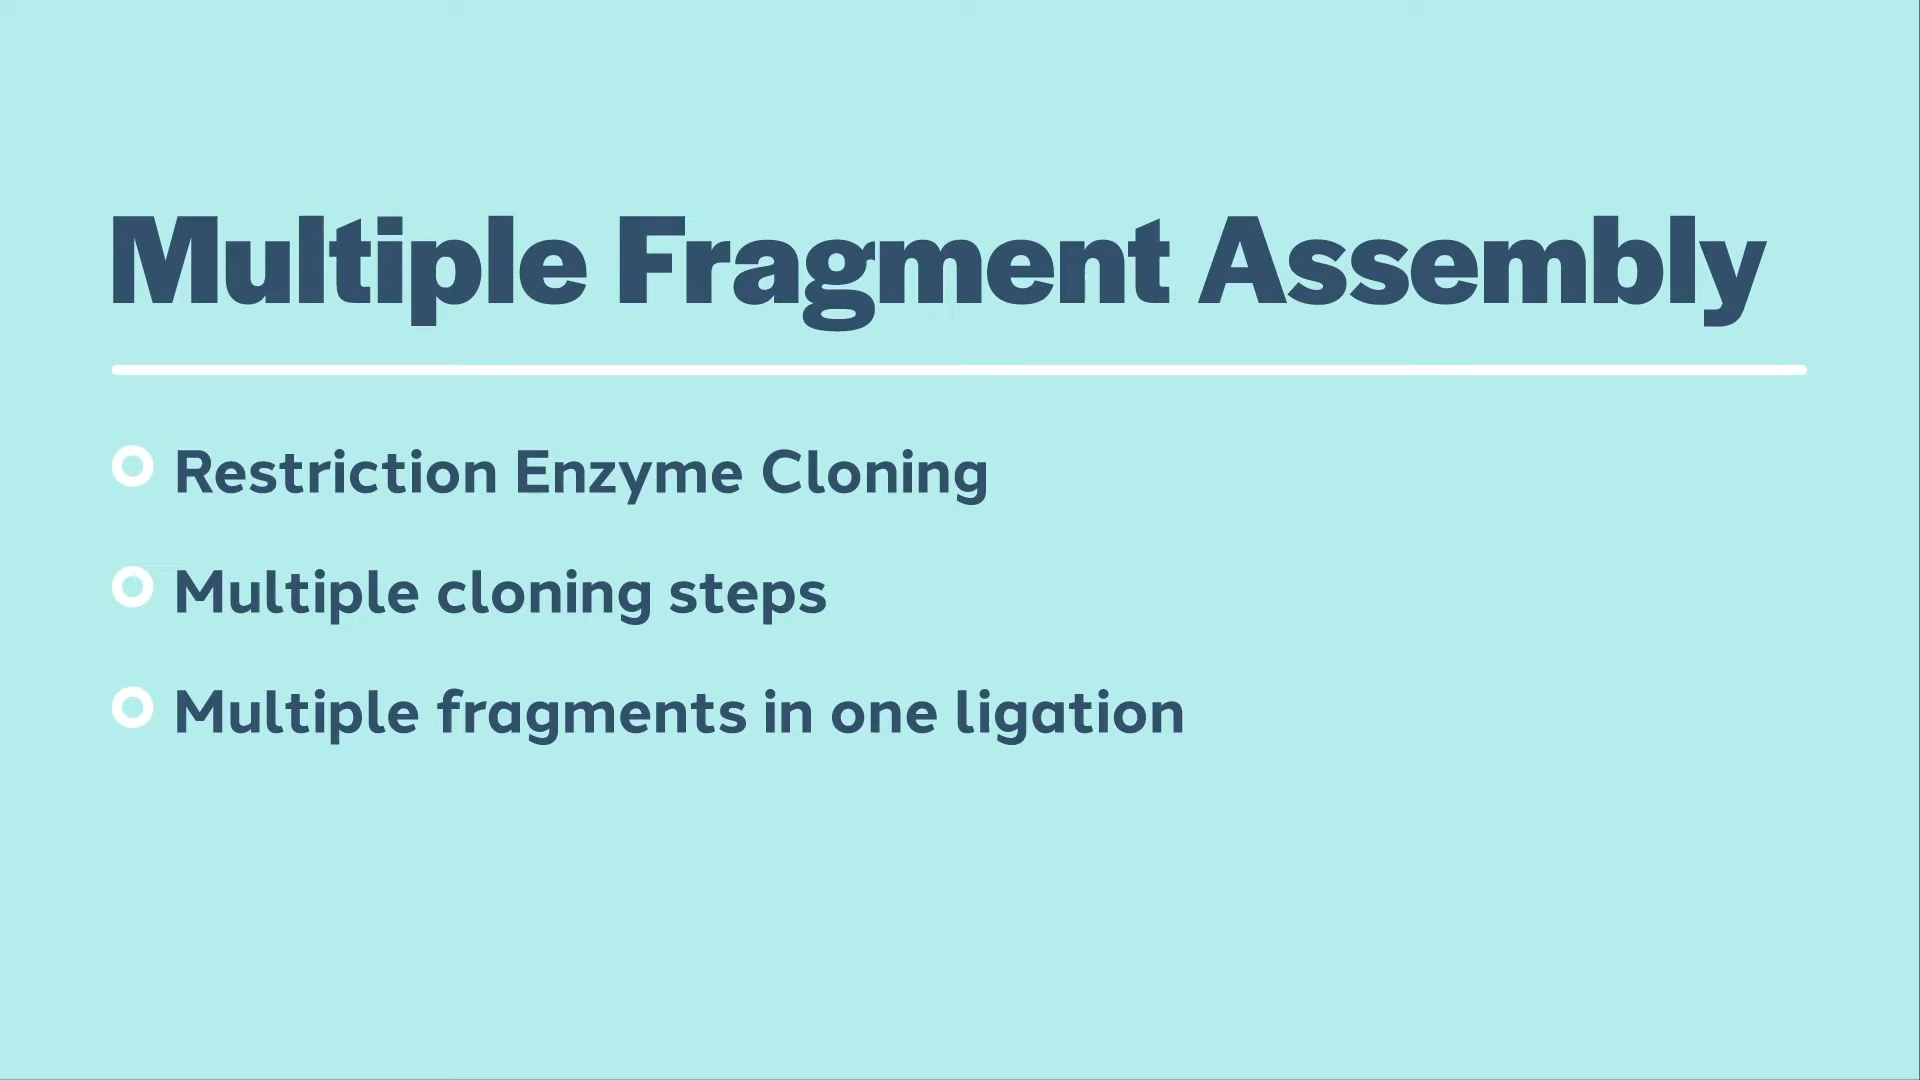 Multiple Fragment Assembly
Restriction Enzyme Cloning
Multiple cloning steps
Multiple fragments in one ligation